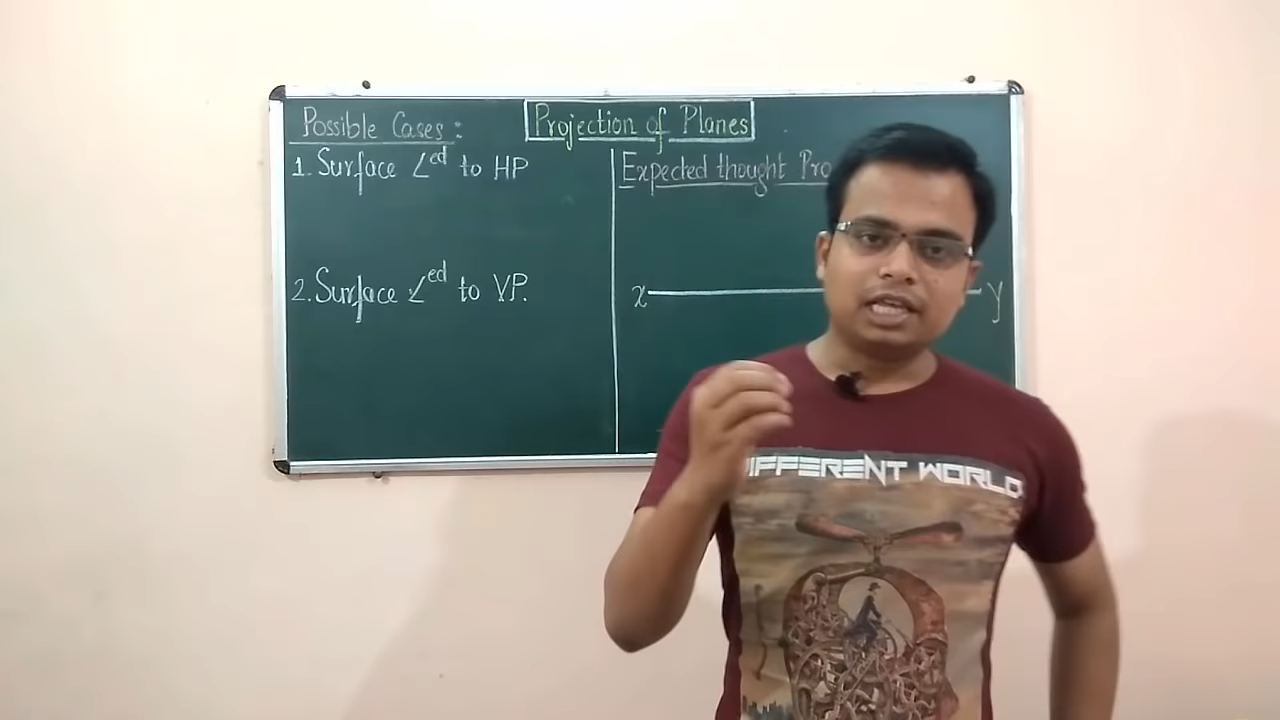 Projection of Planes
Possible Cases:
1. Surface ∠ed to HP
2. Surface ∠ed to VP.
Expected thought Pro
x y
DIFFERENT WORLD